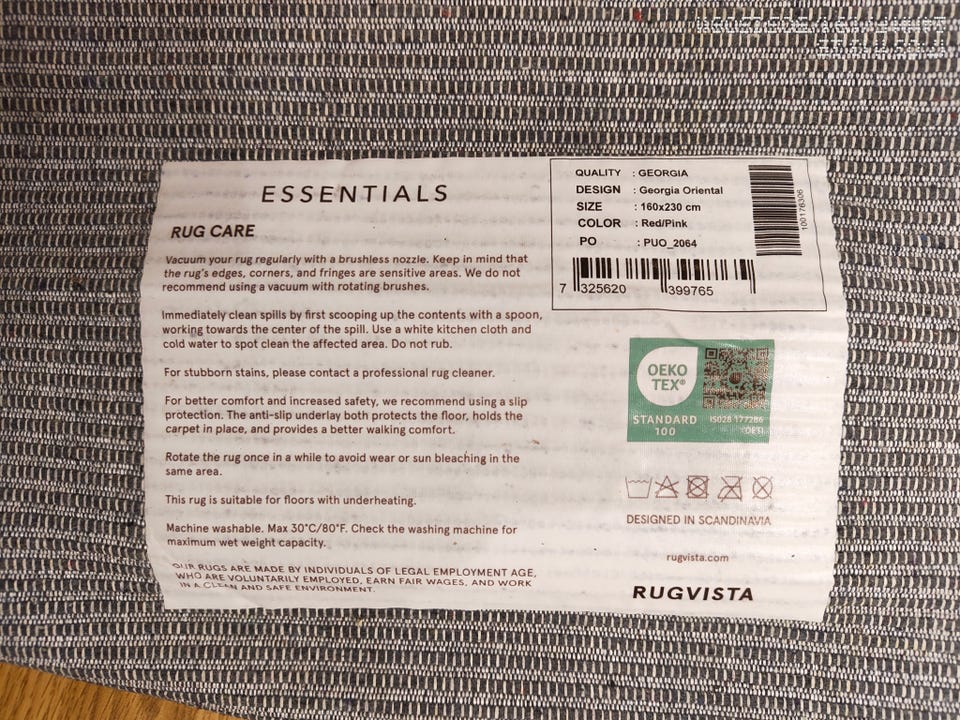 ESSENTIALS
RUG CARE
Vacuum your rug regularly with a brushless nozzle. Keep in mind that
the rug's edges, corners, and fringes are sensitive areas. We do not
recommend using a vacuum with rotating brushes.
Immediately clean spills by first scooping up the contents with a spoon,
working towards the center of the spill. Use a white kitchen cloth and
cold water to spot clean the affected area. Do not rub.
For stubborn stains, please contact a professional rug cleaner.
For better comfort and increased safety, we recommend using a slip
protection. The anti-slip underlay both protects the floor, holds the
carpet in place, and provides a better walking comfort.
Rotate the rug once in a while to avoid wear or sun bleaching in the
same area.
This rug is suitable for floors with underheating.
Machine washable. Max 30°C/80°F. Check the washing machine for
maximum wet weight capacity.
OUR RUGS ARE MADE BY INDIVIDUALS OF LEGAL EMPLOYMENT AGE,
WHO ARE VOLUNTARILY EMPLOYED, EARN FAIR WAGES, AND WORK
IN A CLEAN AND SAFE ENVIRONMENT.
QUALITY : GEORGIA
DESIGN : Georgia Oriental
SIZE : 160x230 cm
COLOR : Red/Pink
PO : PUO_2064
7 325620 399765
100176306
OEKO
TEX®
STANDARD
100
IS028 177286
DESIGNED IN SCANDINAVIA
rugvista.com
RUGVISTA